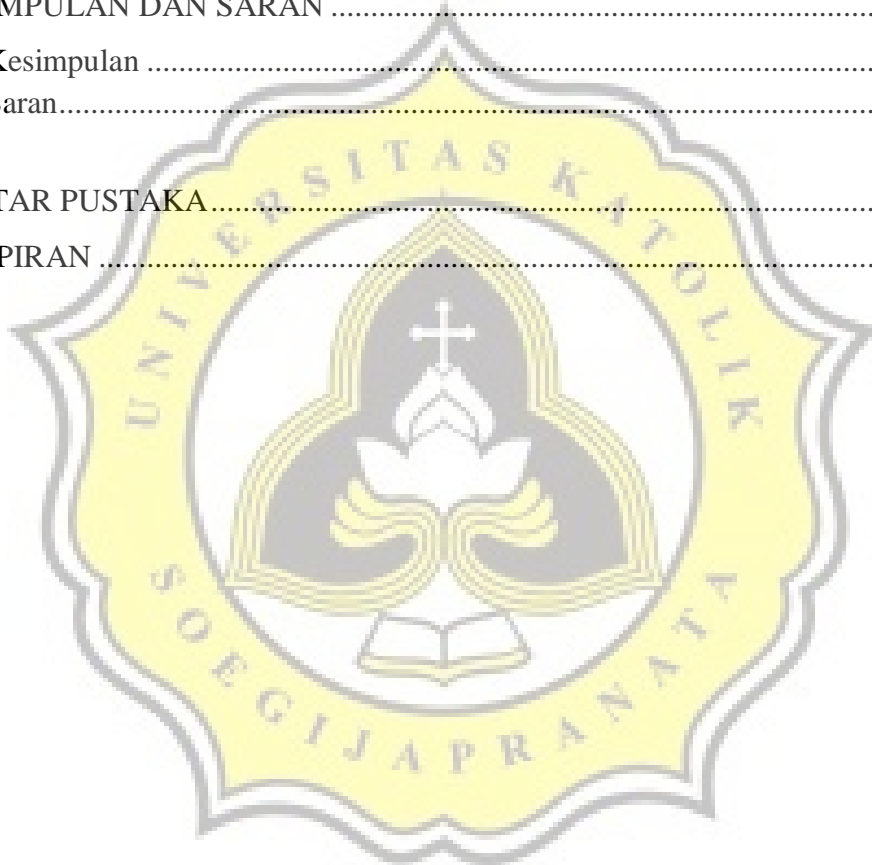 MPULAN DAN SARAN ........................................................................
Kesimpulan ..............................................................................................
aran..........................................................................................................
TAR PUSTAKA.......................................................................................
PIRAN .....................................................................................................
UNIVERSITAS KATOLIK
SOEGIJAPRANATA